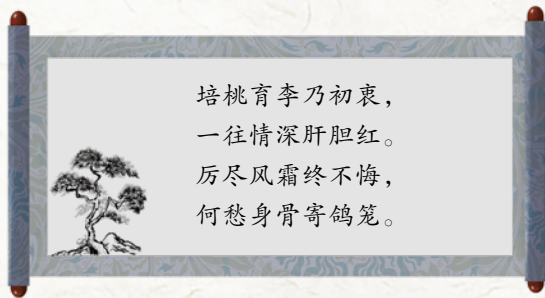 培桃育李乃初衷，
一往情深肝胆红。
厉尽风霜终不悔，
何愁身骨寄鸽笼。